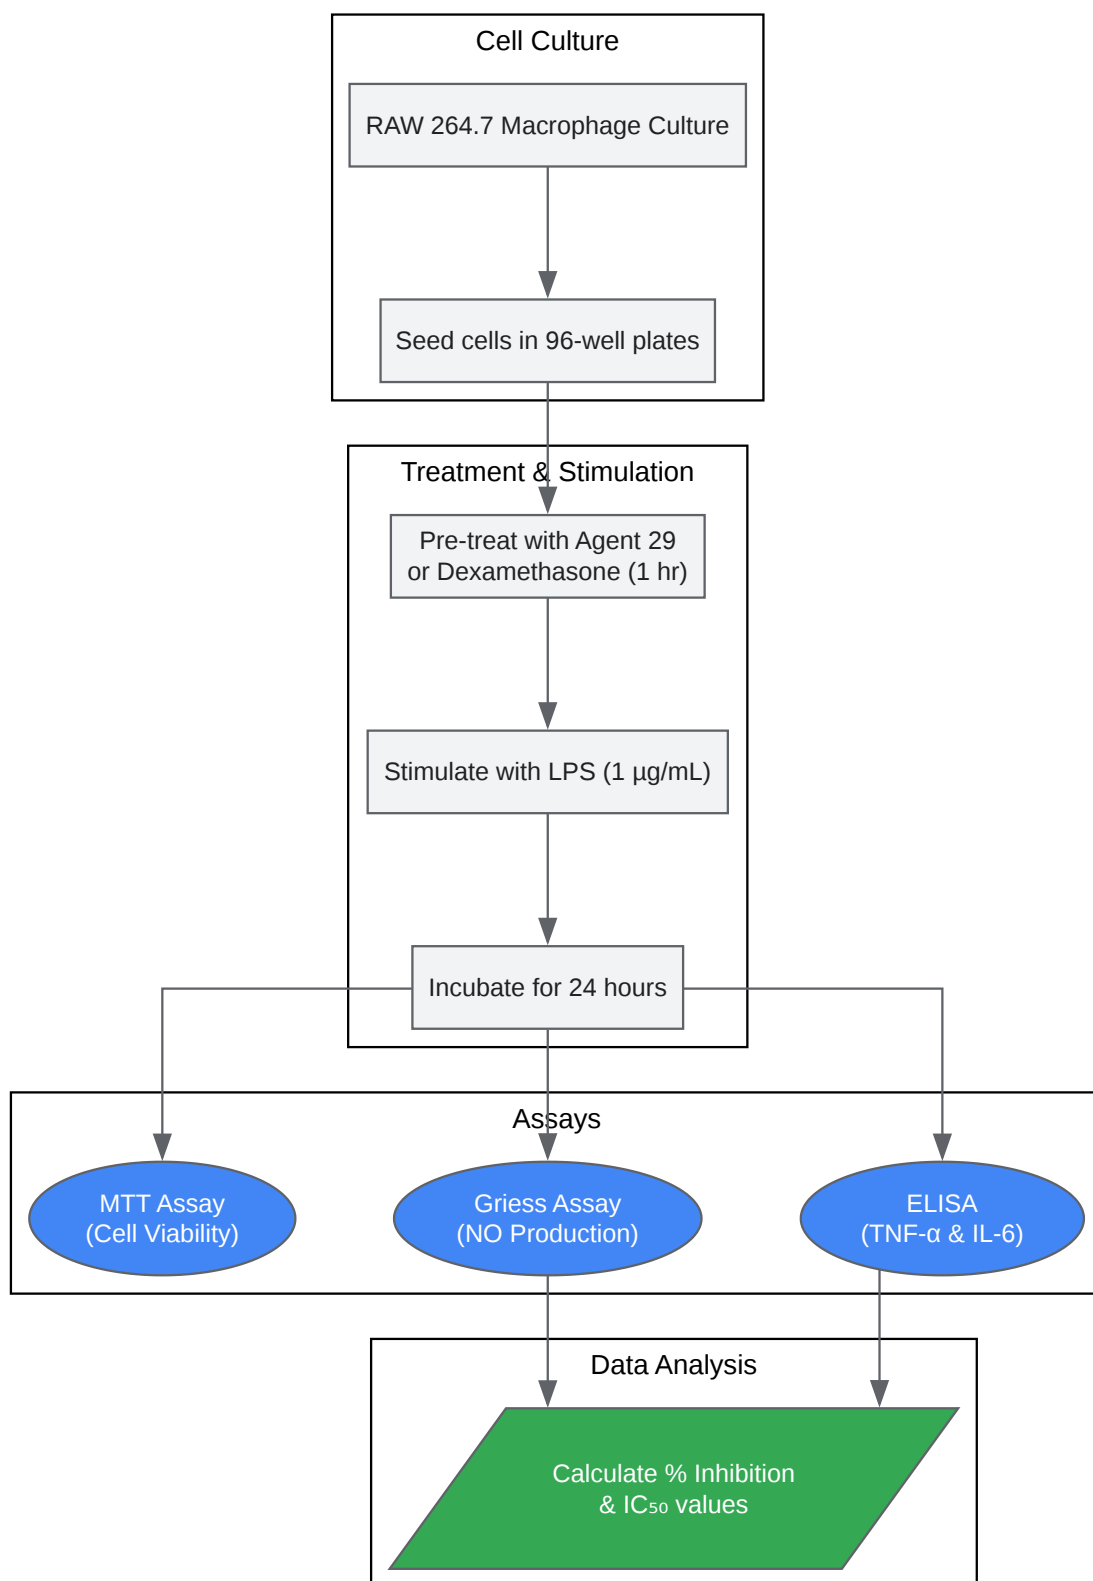 Cell Culture
RAW 264.7 Macrophage Culture
Seed cells in 96-well plates
Treatment & Stimulation
Pre-treat with Agent 29
or Dexamethasone (1 hr)
Stimulate with LPS (1 µg/mL)
Incubate for 24 hours
Assays
MTT Assay
(Cell Viability)
Griess Assay
(NO Production)
ELISA
(TNF-α & IL-6)
Data Analysis
Calculate % Inhibition
& IC₅₀ values